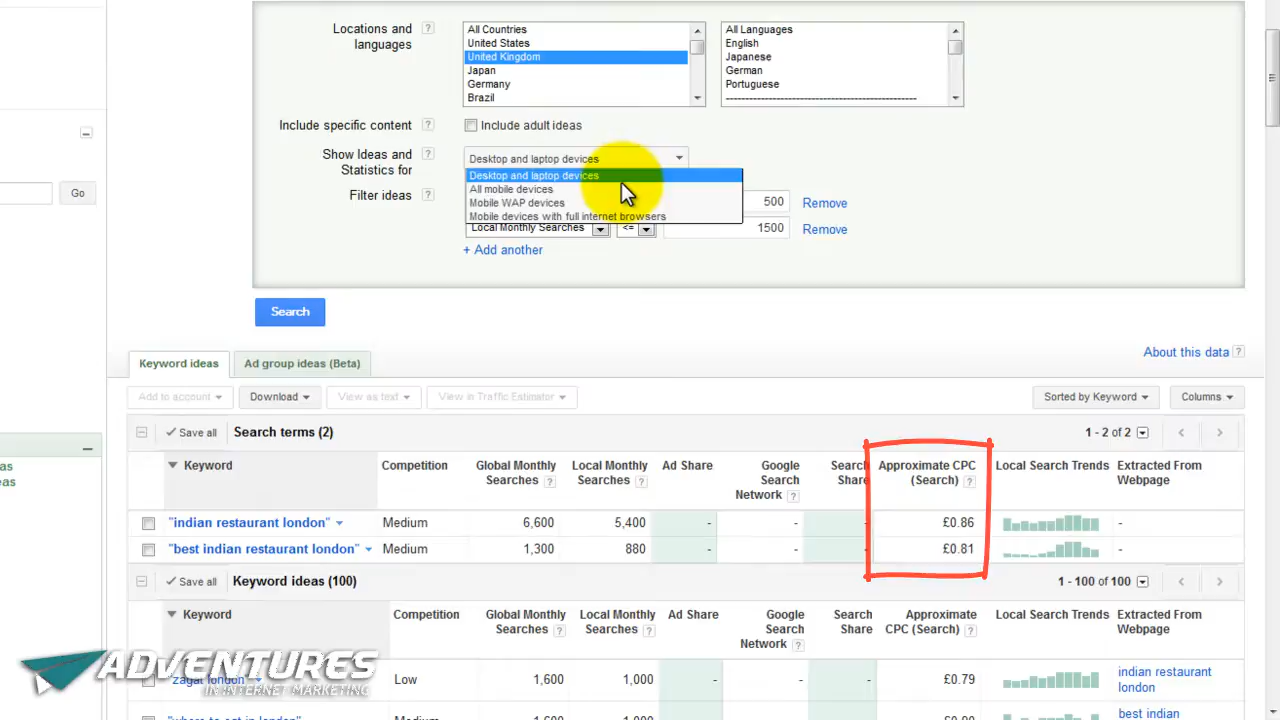 Locations and
languages
?
All Countries
United States
United Kingdom
Japan
Germany
Brazil
All Languages
English
Japanese
German
Portuguese
Include specific content
?
Include adult ideas
Show Ideas and
Statistics for
?
Desktop and laptop devices
Desktop and laptop devices
All mobile devices
Mobile WAP devices
Mobile devices with full internet browsers
Go
Filter ideas
?
500
Remove
Local Monthly Searches
<=
1500
Remove
+ Add another
Search
About this data ?
Keyword ideas
Ad group ideas (Beta)
Add to account
Download
View as text
View in Traffic Estimator
Sorted by Keyword
Columns
Save all
Search terms (2)
1 - 2 of 2
Keyword
Competition
Global Monthly
Searches ?
Local Monthly
Searches ?
Ad Share
Google
Search
Network ?
Search
Share
Approximate CPC
(Search) ?
Local Search Trends
Extracted From
Webpage
as
eas
"indian restaurant london" Medium 6,600 5,400 - - - £0.86 -
"best indian restaurant london" Medium 1,300 880 - - - £0.81 -
Save all
Keyword ideas (100)
1 - 100 of 100
Keyword
Competition
Global Monthly
Searches ?
Local Monthly
Searches ?
Ad Share
Google
Search
Network ?
Search
Share
Approximate
CPC (Search) ?
Local Search Trends
Extracted From
Webpage
"zagat london" Low 1,600 1,000 - - - £0.79
indian restaurant
london
ADVENTURES
IN INTERNET MARKETING
best indian